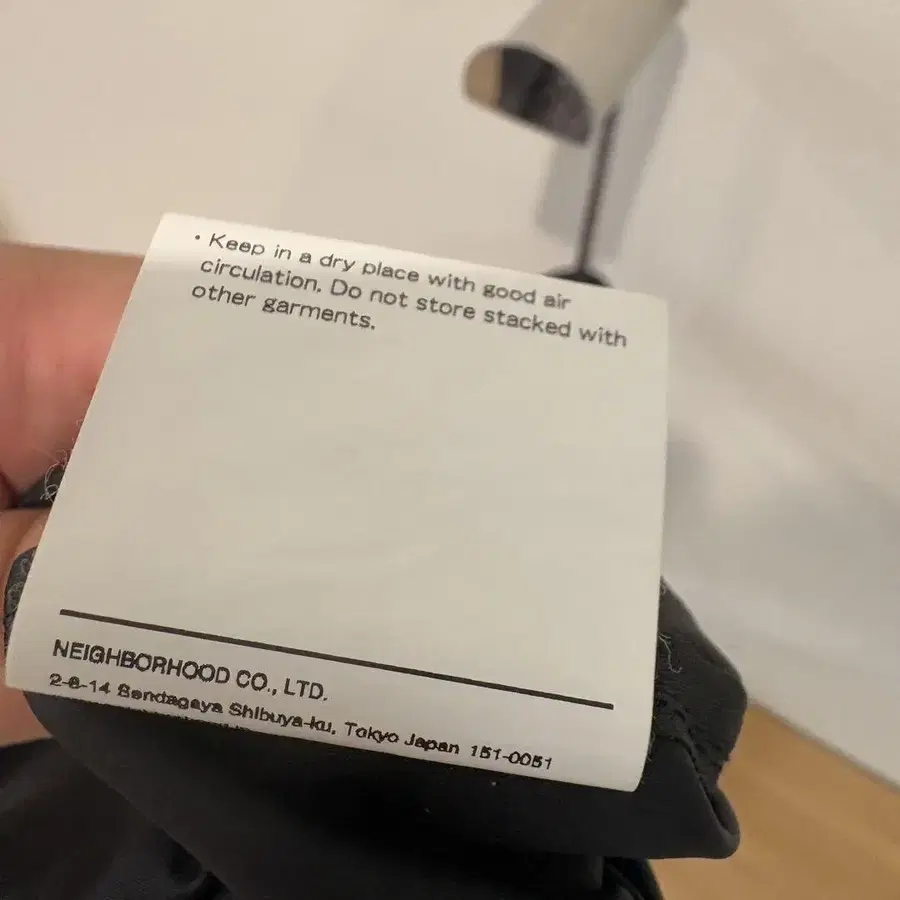 ・Keep in a dry place with good air
circulation. Do not store stacked with
other garments.
NEIGHBORHOOD CO., LTD.
2-8-14 Sendagaya Shibuya-ku, Tokyo Japan 151-0051